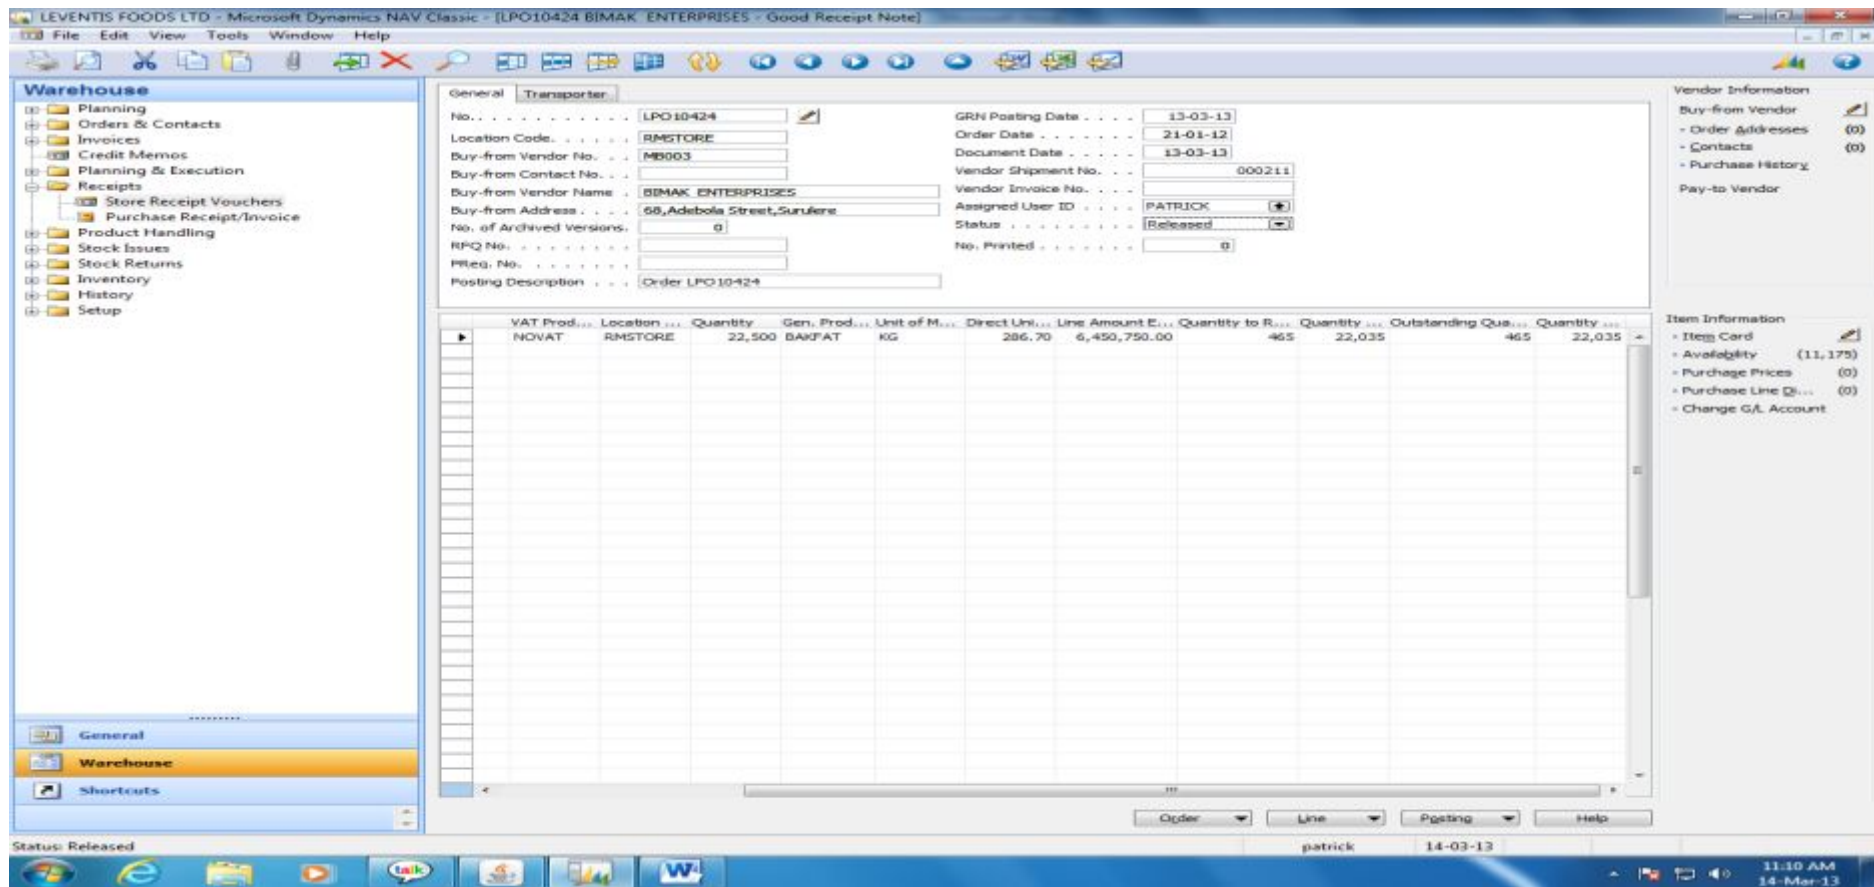 LEVENTIS FOODS LTD - Microsoft Dynamics NAV Classic - [LPO10424 BIMAK ENTERPRISES - Good Receipt Note]
File Edit View Tools Window Help
Warehouse
Planning
Orders & Contacts
Invoices
Credit Memos
Planning & Execution
Receipts
Store Receipt Vouchers
Purchase Receipt/Invoice
Product Handling
Stock Issues
Stock Returns
Inventory
History
Setup
General
Warehouse
Shortcuts
General Transporter
No. . . . . . . . . . . . LPO10424
Location Code. . . . . . RMSTORE
Buy-from Vendor No. . . MB003
Buy-from Contact No. . .
Buy-from Vendor Name . BIMAK ENTERPRISES
Buy-from Address . . . . 68,Adebola Street,Surulere
No. of Archived Versions. 0
RFQ No. . . . . . . . .
PReq. No. . . . . . . .
Posting Description . . . Order LPO10424
GRN Posting Date . . . . 13-03-13
Order Date . . . . . . . 21-01-12
Document Date . . . . . 13-03-13
Vendor Shipment No. . . 000211
Vendor Invoice No. . . .
Assigned User ID . . . . PATRICK
Status . . . . . . . . . Released
No. Printed . . . . . . . 0
VAT Prod... Location ... Quantity Gen. Prod... Unit of M... Direct Uni... Line Amount E... Quantity to R... Quantity ... Outstanding Qua... Quantity ...
NOVAT RMSTORE 22,500 BAKFAT KG 286.70 6,450,750.00 465 22,035 465 22,035
Order Line Posting Help
Vendor Information
Buy-from Vendor
- Order Addresses (0)
- Contacts (0)
- Purchase History
Pay-to Vendor
Item Information
- Item Card
- Availability (11,175)
- Purchage Prices (0)
- Purchase Line Di... (0)
- Change G/L Account
Status: Released patrick 14-03-13
talk
W
11:10 AM
14-Mar-13